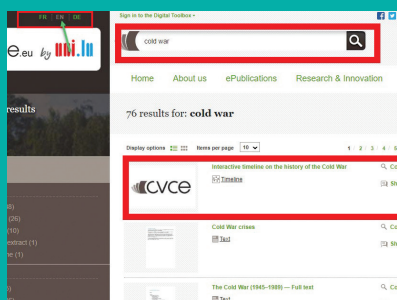 FR EN DE
Sign in to the Digital Toolbox
e.eu by uni.lu
cold war
Home About us ePublications Research & Innovation
results
76 results for: cold war
Display options Items per page 10 1 2 3 4 5
Interactive timeline on the history of the Cold War
Timeline
cvce
Cold War crises
Text
(26)
(10)
extract (1)
ne (1)
The Cold War (1945–1989) — Full text
Text